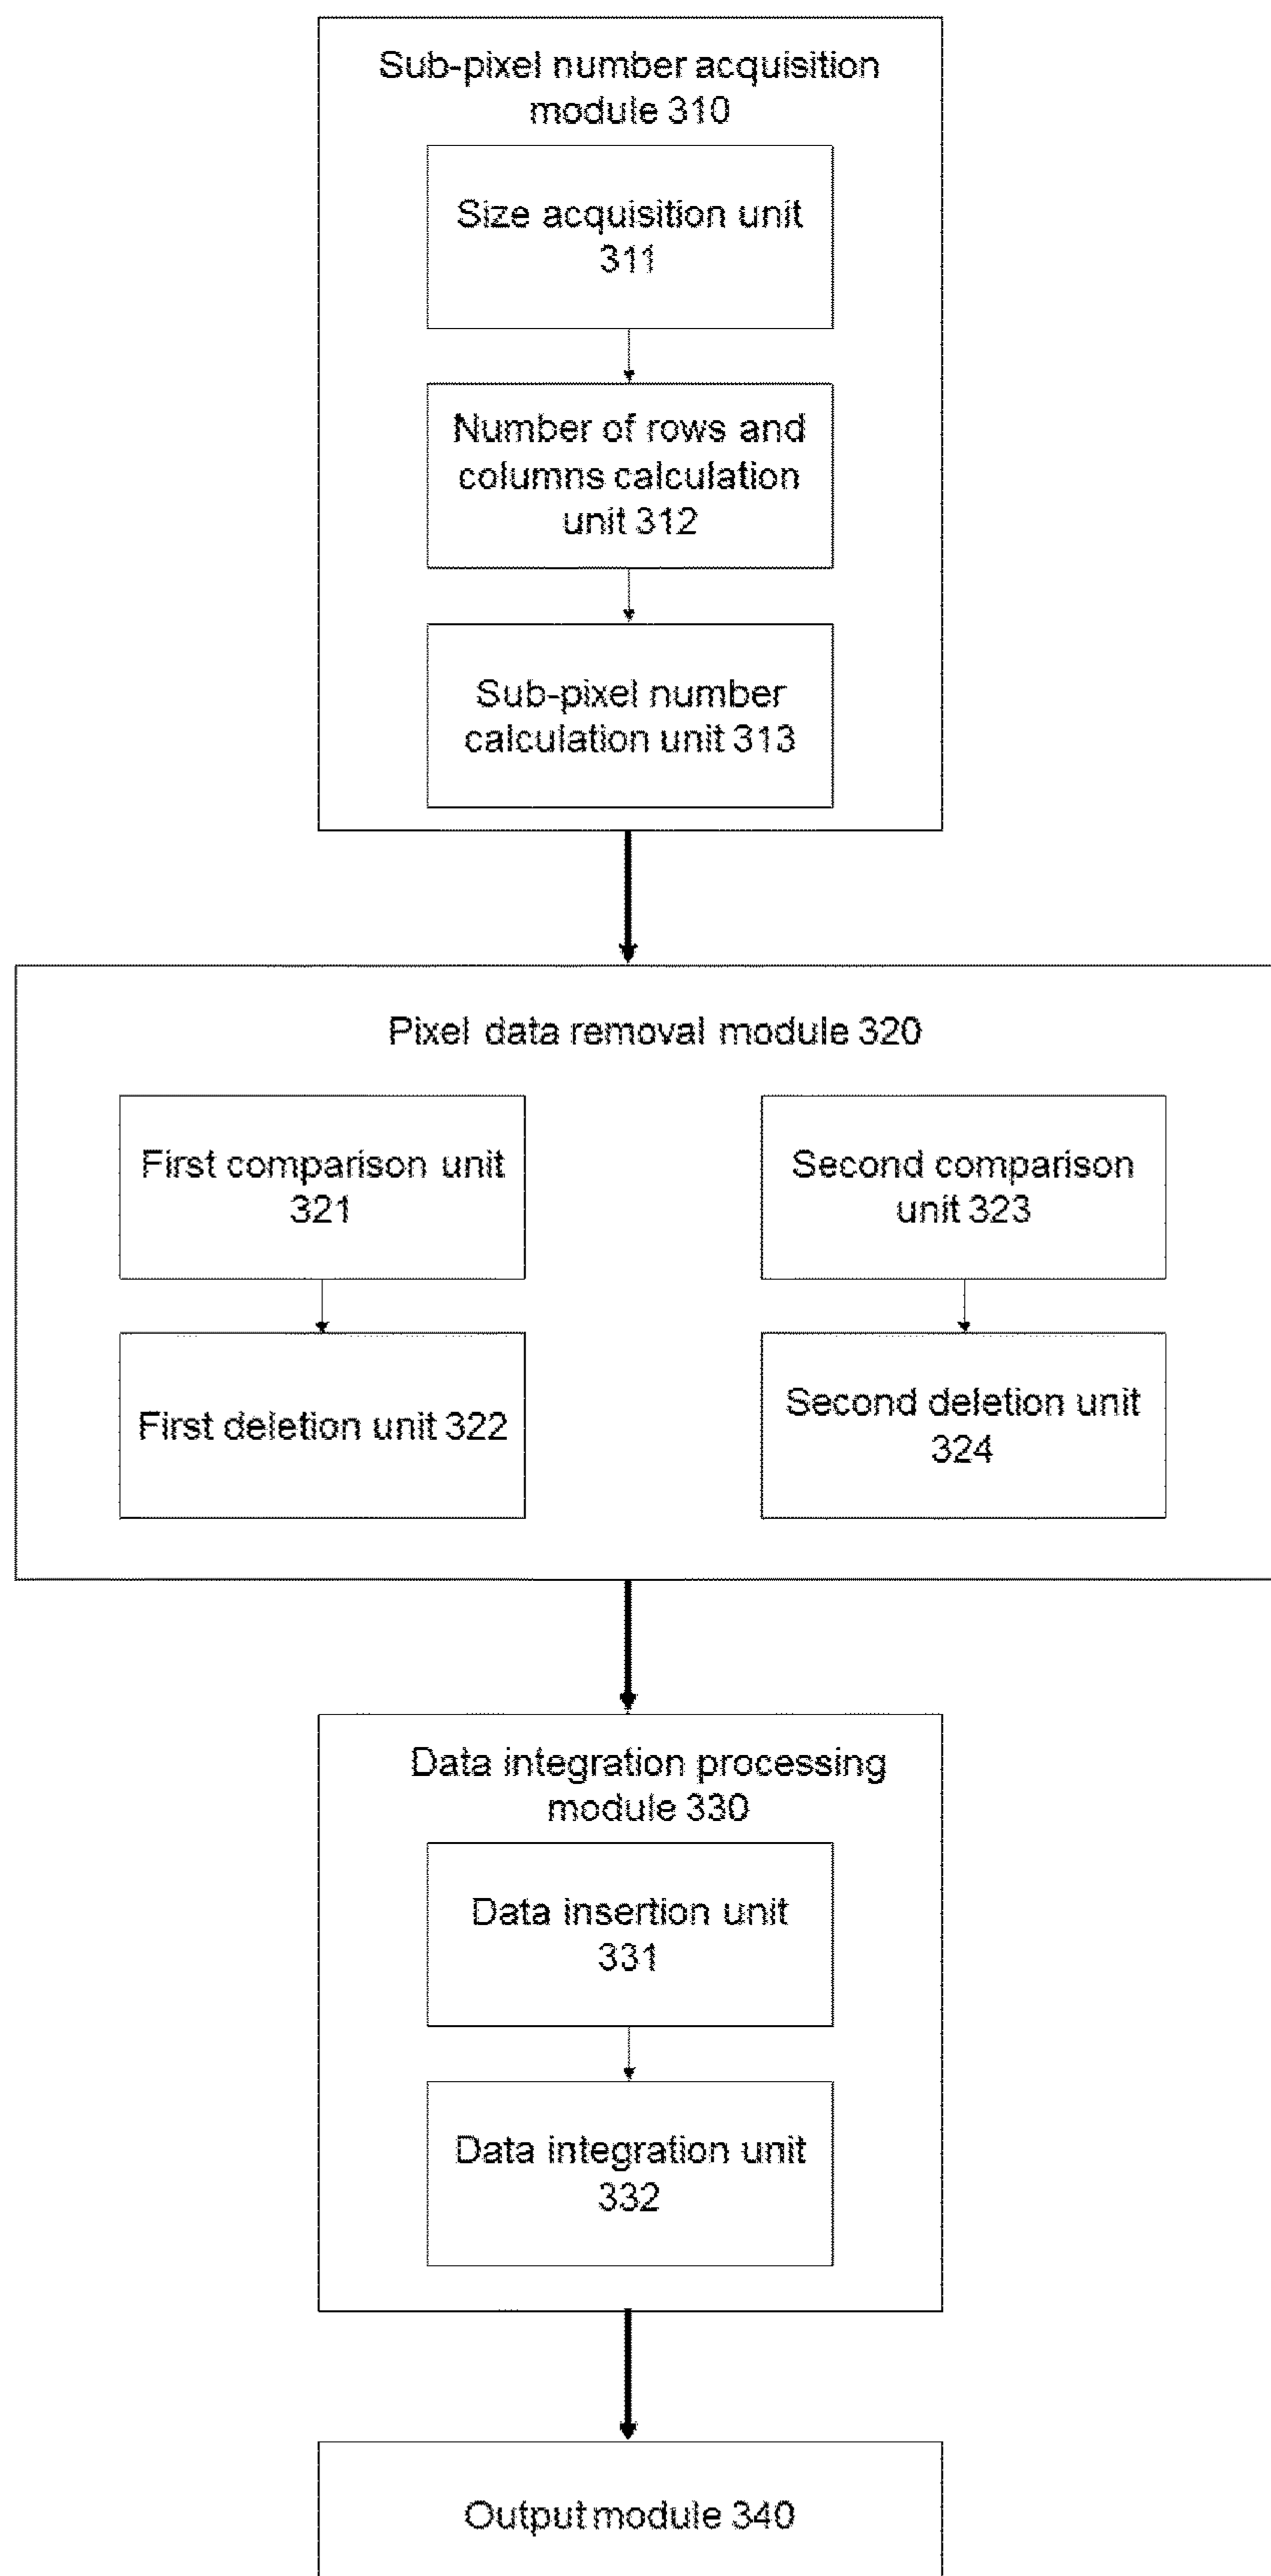 Sub-pixel number acquisition
module 310
Size acquisition unit
311
Number of rows and
columns calculation
unit 312
Sub-pixel number
calculation unit 313
Pixel data removal module 320
First comparison unit
321
Second comparison
unit 323
First deletion unit 322
Second deletion unit
324
Data integration processing
module 330
Data insertion unit
331
Data integration unit
332
Output module 340